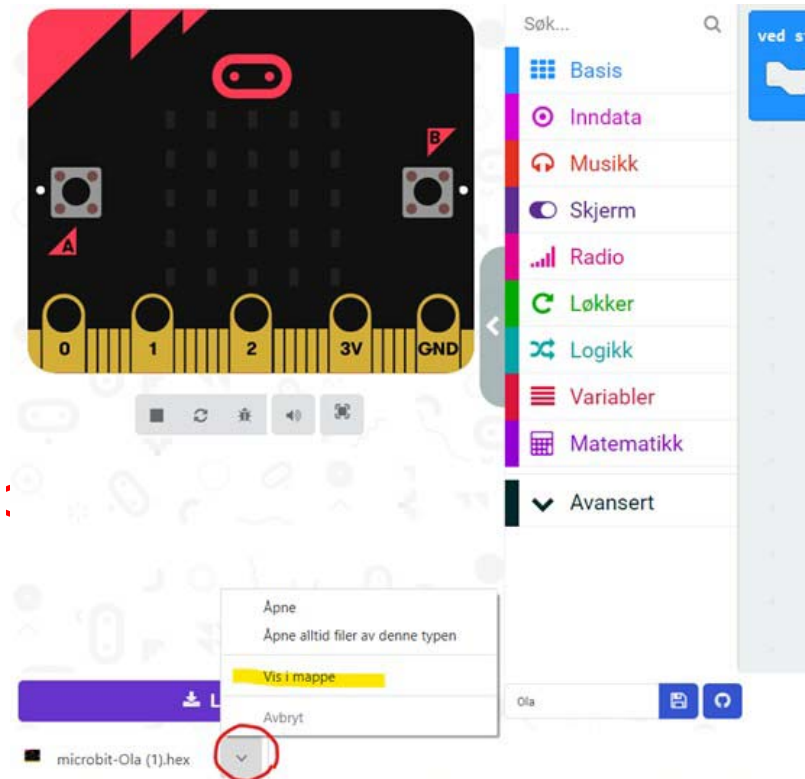 Søk...
ved s
Basis
Inndata
Musikk
Skjerm
Radio
Løkker
Logikk
Variabler
Matematikk
Avansert
B
A
0 1 2 3V GND
Åpne
Åpne alltid filer av denne typen
Vis i mappe
Avbryt
L
Ola
microbit-Ola (1).hex